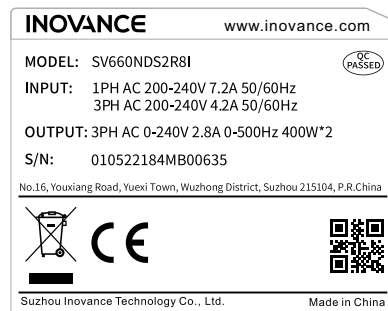 INOVANCE www.inovance.com
MODEL: SV660NDS2R8I
QC PASSED
INPUT: 1PH AC 200-240V 7.2A 50/60Hz
3PH AC 200-240V 4.2A 50/60Hz
OUTPUT: 3PH AC 0-240V 2.8A 0-500Hz 400W*2
S/N: 010522184MB00635
No.16, Youxiang Road, Yuexi Town, Wuzhong District, Suzhou 215104, P.R.China
CE
Suzhou Inovance Technology Co., Ltd. Made in China